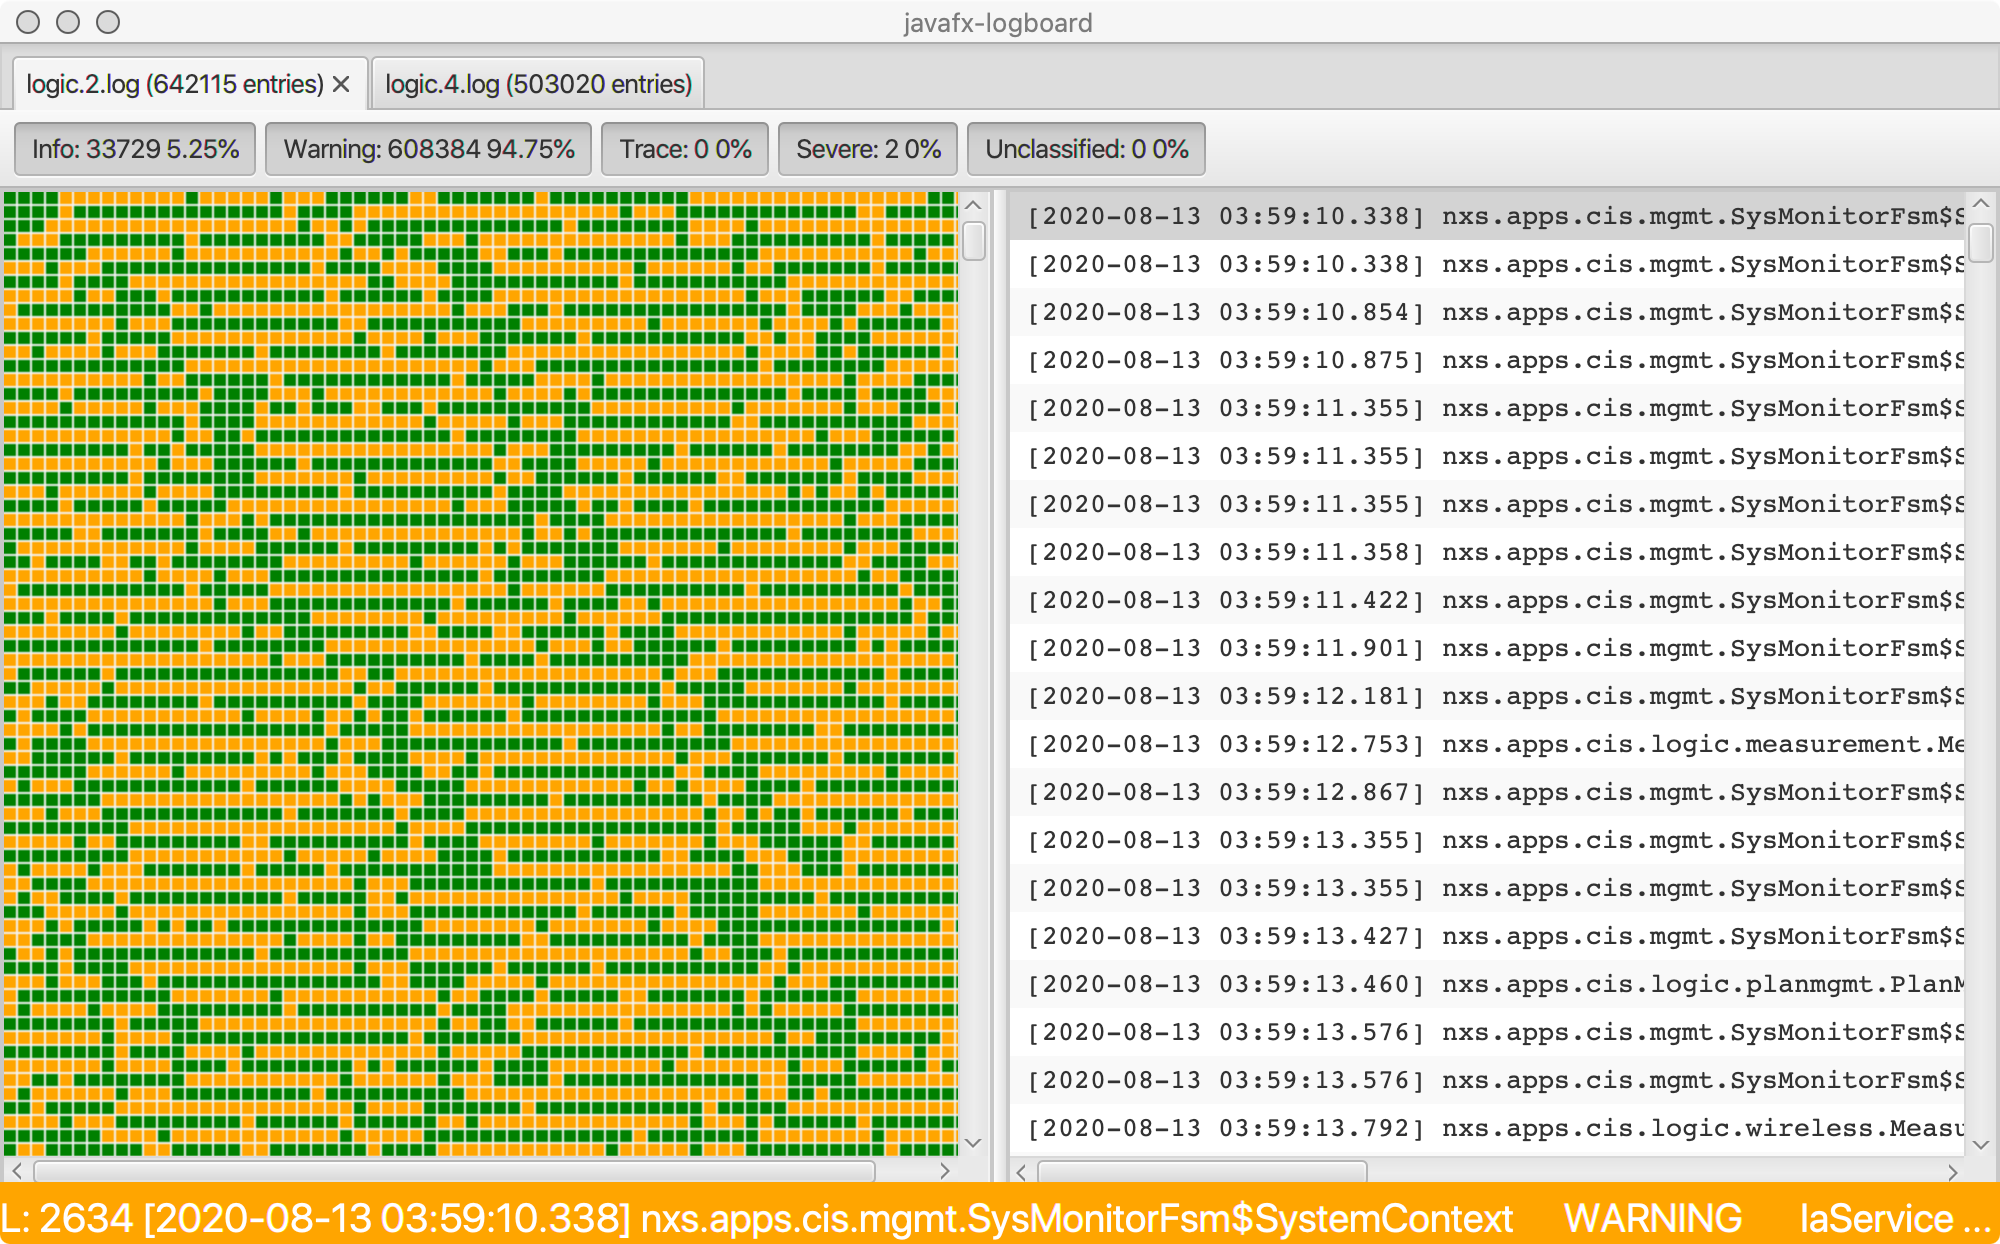 javafx-logboard
logic.2.log (642115 entries) logic.4.log (503020 entries)
Info: 33729 5.25% Warning: 608384 94.75% Trace: 0 0% Severe: 2 0% Unclassified: 0 0%
[2020-08-13 03:59:10.338] nxs.apps.cis.mgmt.SysMonitorFsm$S
[2020-08-13 03:59:10.338] nxs.apps.cis.mgmt.SysMonitorFsm$S
[2020-08-13 03:59:10.854] nxs.apps.cis.mgmt.SysMonitorFsm$S
[2020-08-13 03:59:10.875] nxs.apps.cis.mgmt.SysMonitorFsm$S
[2020-08-13 03:59:11.355] nxs.apps.cis.mgmt.SysMonitorFsm$S
[2020-08-13 03:59:11.355] nxs.apps.cis.mgmt.SysMonitorFsm$S
[2020-08-13 03:59:11.355] nxs.apps.cis.mgmt.SysMonitorFsm$S
[2020-08-13 03:59:11.358] nxs.apps.cis.mgmt.SysMonitorFsm$S
[2020-08-13 03:59:11.422] nxs.apps.cis.mgmt.SysMonitorFsm$S
[2020-08-13 03:59:11.901] nxs.apps.cis.mgmt.SysMonitorFsm$S
[2020-08-13 03:59:12.181] nxs.apps.cis.mgmt.SysMonitorFsm$S
[2020-08-13 03:59:12.753] nxs.apps.cis.logic.measurement.Me
[2020-08-13 03:59:12.867] nxs.apps.cis.mgmt.SysMonitorFsm$S
[2020-08-13 03:59:13.355] nxs.apps.cis.mgmt.SysMonitorFsm$S
[2020-08-13 03:59:13.355] nxs.apps.cis.mgmt.SysMonitorFsm$S
[2020-08-13 03:59:13.427] nxs.apps.cis.mgmt.SysMonitorFsm$S
[2020-08-13 03:59:13.460] nxs.apps.cis.logic.planmgmt.PlanM
[2020-08-13 03:59:13.576] nxs.apps.cis.mgmt.SysMonitorFsm$S
[2020-08-13 03:59:13.576] nxs.apps.cis.mgmt.SysMonitorFsm$S
[2020-08-13 03:59:13.792] nxs.apps.cis.logic.wireless.Measu
L: 2634 [2020-08-13 03:59:10.338] nxs.apps.cis.mgmt.SysMonitorFsm$SystemContext WARNING IaService ...